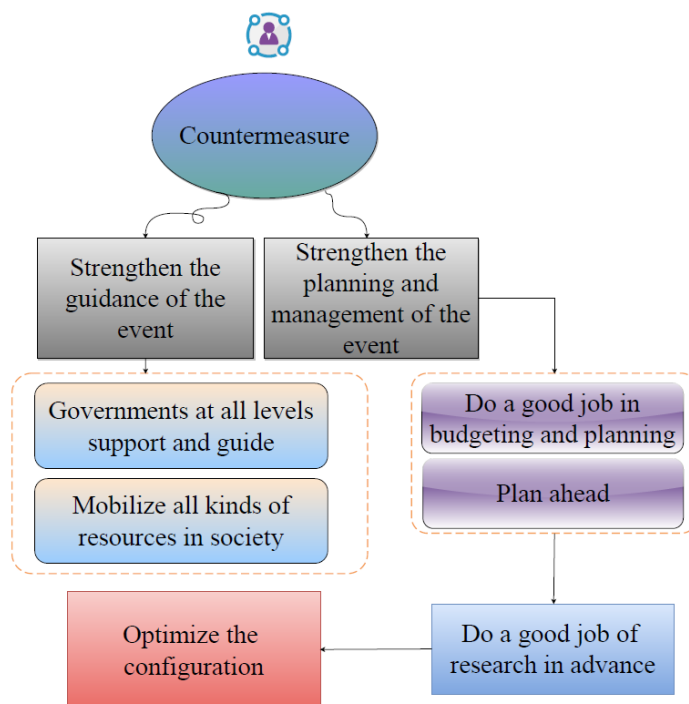 Countermeasure
Strengthen the
guidance of the
event
Strengthen the
planning and
management of the
event
Governments at all levels
support and guide
Mobilize all kinds of
resources in society
Do a good job in
budgeting and planning
Plan ahead
Optimize the
configuration
Do a good job of
research in advance